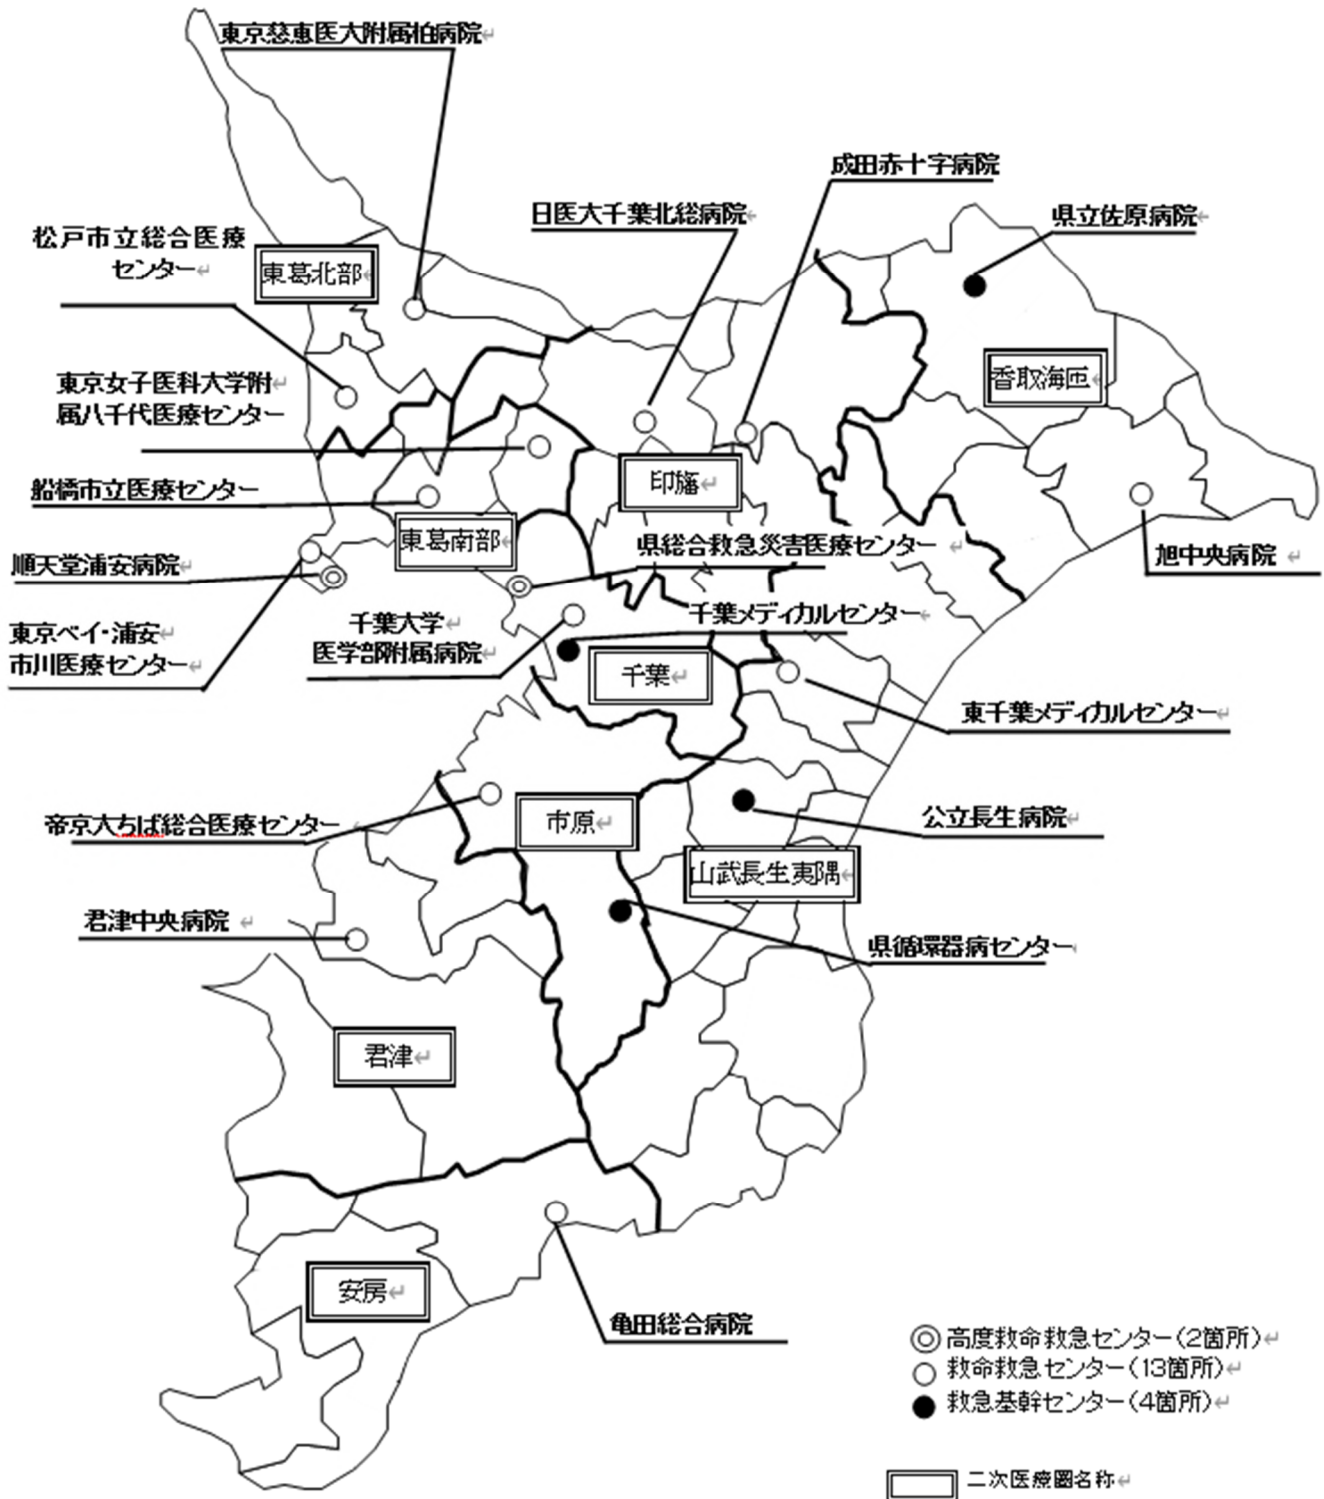 東京慈恵医大附属柏病院
成田赤十字病院
日医大千葉北総病院
県立佐原病院
松戸市立総合医療
センター
東葛北部
香取海匝
東京女子医科大学附
属八千代医療センター
印旛
船橋市立医療センター
東葛南部
県総合救急災害医療センター
旭中央病院
順天堂浦安病院
千葉大学
医学部附属病院
千葉メディカルセンター
東京ベイ・浦安
市川医療センター
千葉
東千葉メディカルセンター
帝京大ちば総合医療センター
市原
公立長生病院
山武長生夷隅
君津中央病院
県循環器病センター
君津
安房
亀田総合病院
高度救命救急センター(2箇所)
救命救急センター(13箇所)
救急基幹センター(4箇所)
二次医療圏名称